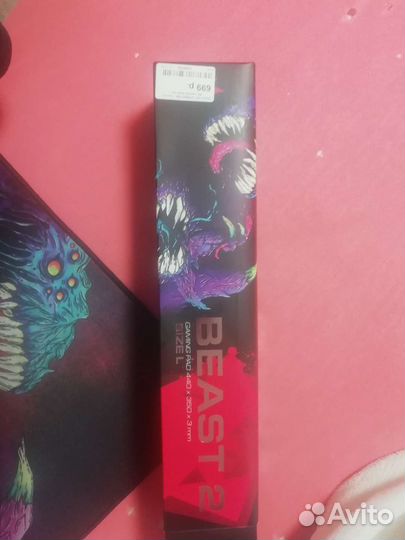 699 р.
BEAST 2
GAMING PAD 440 × 350 × 3 mm
SIZE L
Avito